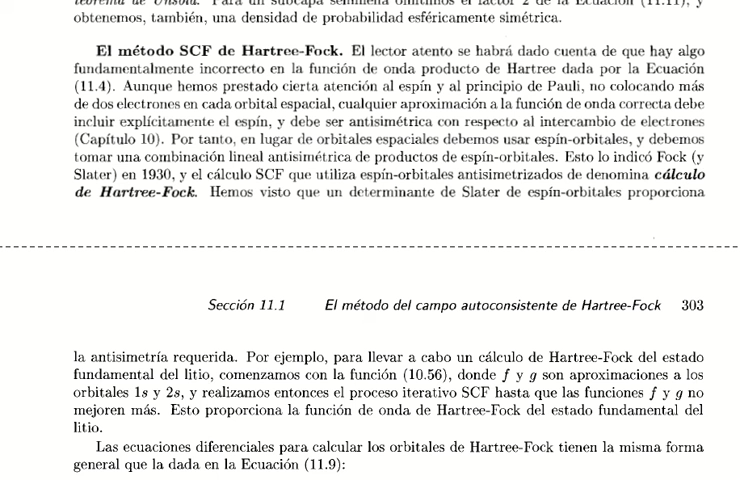 teorema de Unsöld. Para un subcapa semillena omitimos el factor 2 de la Ecuación (11.11), y
obtenemos, también, una densidad de probabilidad esféricamente simétrica.
El método SCF de Hartree-Fock. El lector atento se habrá dado cuenta de que hay algo
fundamentalmente incorrecto en la función de onda producto de Hartree dada por la Ecuación
(11.4). Aunque hemos prestado cierta atención al espín y al principio de Pauli, no colocando más
de dos electrones en cada orbital espacial, cualquier aproximación a la función de onda correcta debe
incluir explícitamente el espín, y debe ser antisimétrica con respecto al intercambio de electrones
(Capítulo 10). Por tanto, en lugar de orbitales espaciales debemos usar espín-orbitales, y debemos
tomar una combinación lineal antisimétrica de productos de espín-orbitales. Esto lo indicó Fock (y
Slater) en 1930, y el cálculo SCF que utiliza espín-orbitales antisimetrizados de denomina cálculo
de Hartree-Fock. Hemos visto que un determinante de Slater de espín-orbitales proporciona
Sección 11.1 El método del campo autoconsistente de Hartree-Fock 303
la antisimetría requerida. Por ejemplo, para llevar a cabo un cálculo de Hartree-Fock del estado
fundamental del litio, comenzamos con la función (10.56), donde f y g son aproximaciones a los
orbitales 1s y 2s, y realizamos entonces el proceso iterativo SCF hasta que las funciones f y g no
mejoren más. Esto proporciona la función de onda de Hartree-Fock del estado fundamental del
litio.
Las ecuaciones diferenciales para calcular los orbitales de Hartree-Fock tienen la misma forma
general que la dada en la Ecuación (11.9):